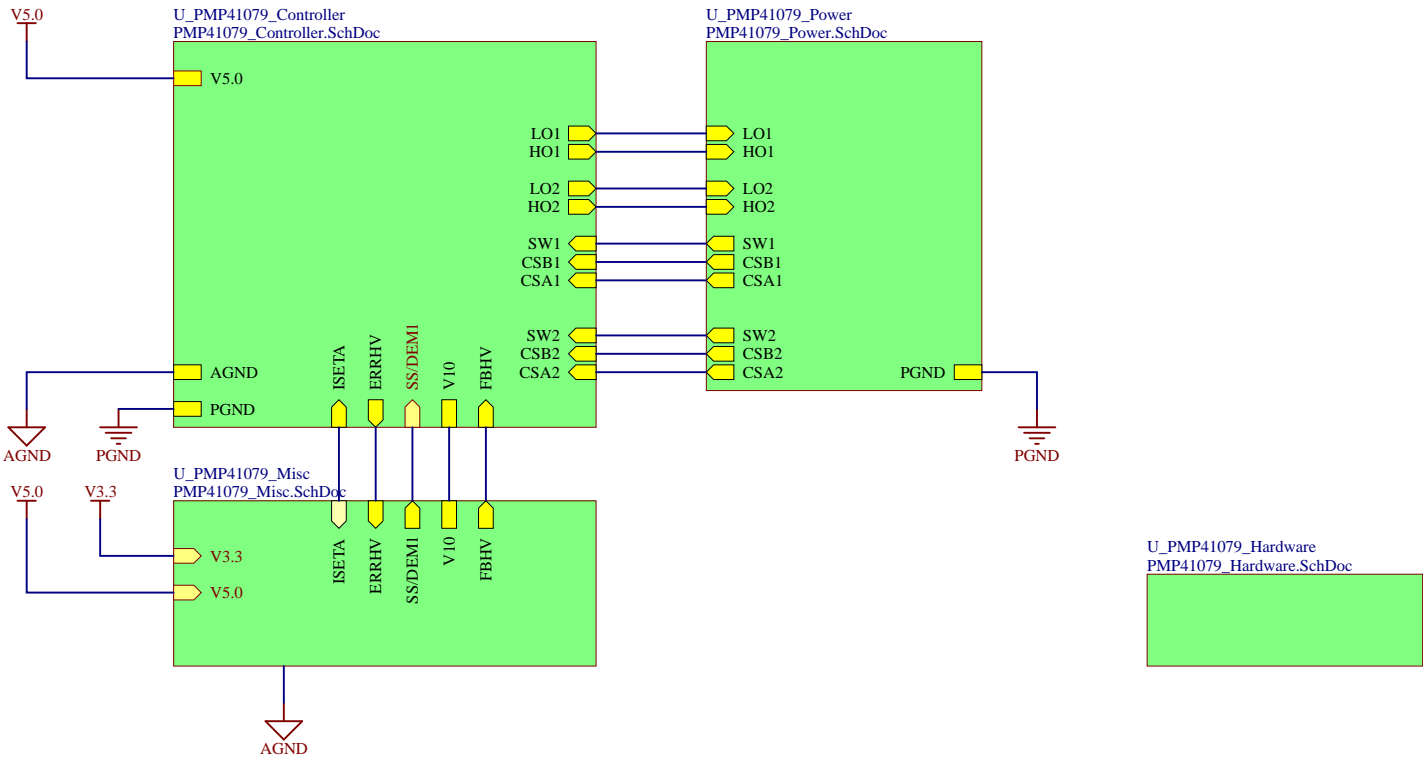 V5.0
U_PMP41079_Controller
PMP41079_Controller.SchDoc
U_PMP41079_Power
PMP41079_Power.SchDoc
V5.0
LO1
LO1
HO1
HO1
LO2
LO2
HO2
HO2
SW1
SW1
CSB1
CSB1
CSA1
CSA1
SW2
SW2
CSB2
CSB2
CSA2
CSA2
ISETA
ERRHV
SS/DEM1
V10
FBHV
AGND
PGND
PGND
AGND
PGND
PGND
U_PMP41079_Misc
PMP41079_Misc.SchDoc
V5.0
V3.3
V3.3
V5.0
ISETA
ERRHV
SS/DEM1
V10
FBHV
U_PMP41079_Hardware
PMP41079_Hardware.SchDoc
AGND